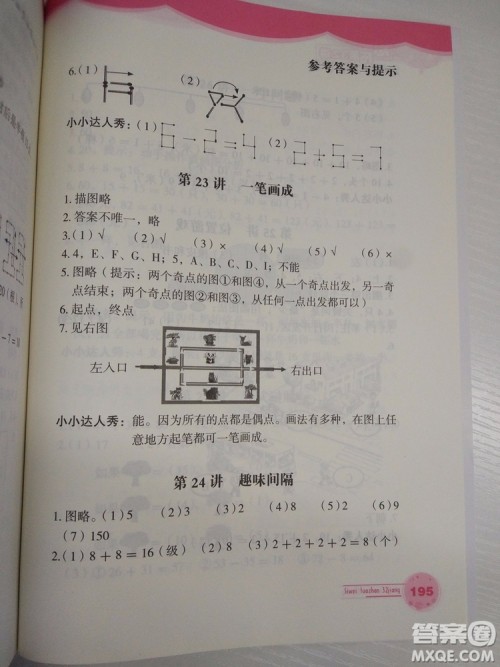 参考答案与提示
6.(1) (2)
小小达人秀：(1) 6-2=4 (2) 2+5=7
第 23 讲 一笔画成
1. 描图略
2. 答案不唯一，略
3.(1)√ (2)√ (3)× (4)√ (5)√ (6)×
4. 4，E、F、G、H；5，A、B、C、D、I；不能
5. 图略（提示：两个奇点的图①和图④，从一个奇点出发，另一奇
点结束；两个奇点的图②和图③，从任何一点出发都可以）
6. 起点，终点
7. 见右图
左入口
右出口
小小达人秀：能。因为所有的点都是偶点。画法有多种，在图上任
意地方起笔都可一笔画成。
第 24 讲 趣味间隔
1. 图略。(1)5 (2)3 (3)2 (4)8 (5)2 (6)9
(7)150
2.(1)8＋8＝16（级） (2)8 (3)2＋2＋2＋2＝8（个）
195
答案圈
MXQE.COM